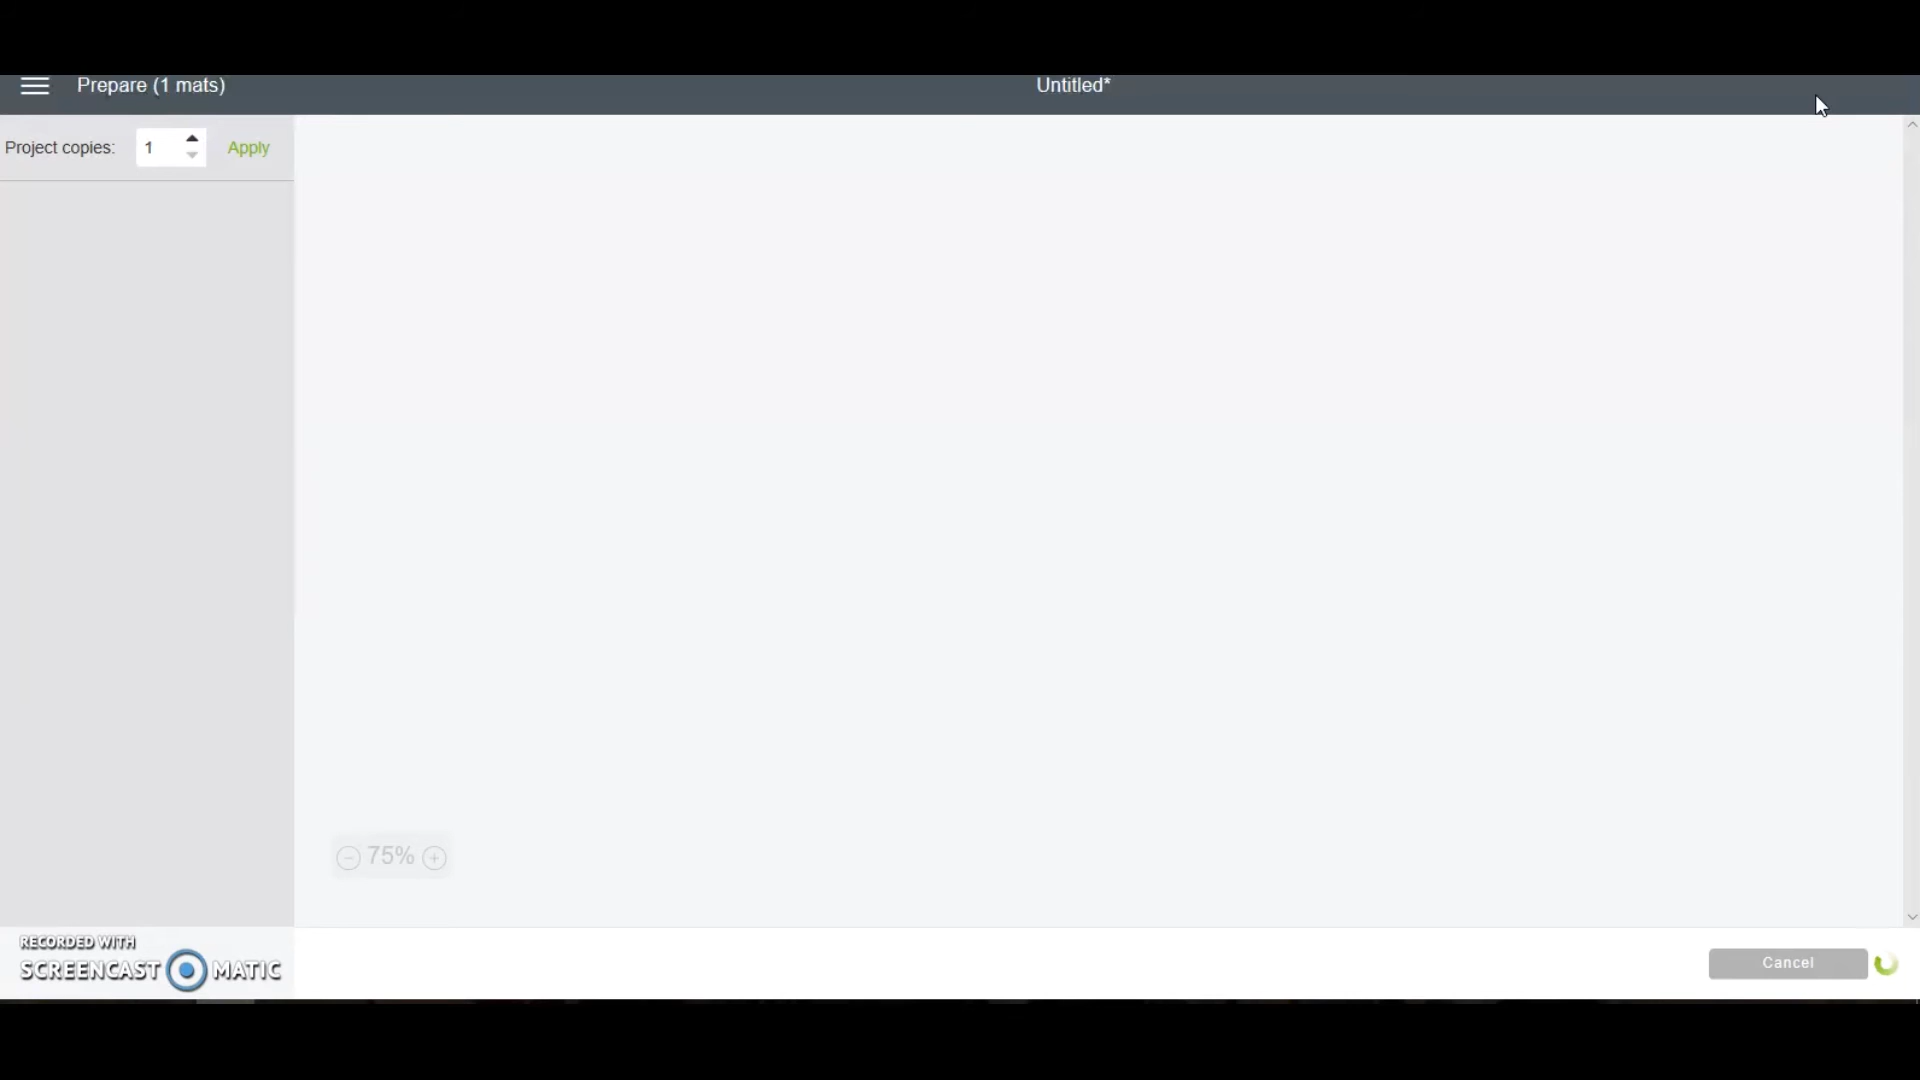 Prepare (1 mats)
Untitled*
Project copies: 1 Apply
75%
RECORDED WITH
SCREENCAST MATIC
Cancel